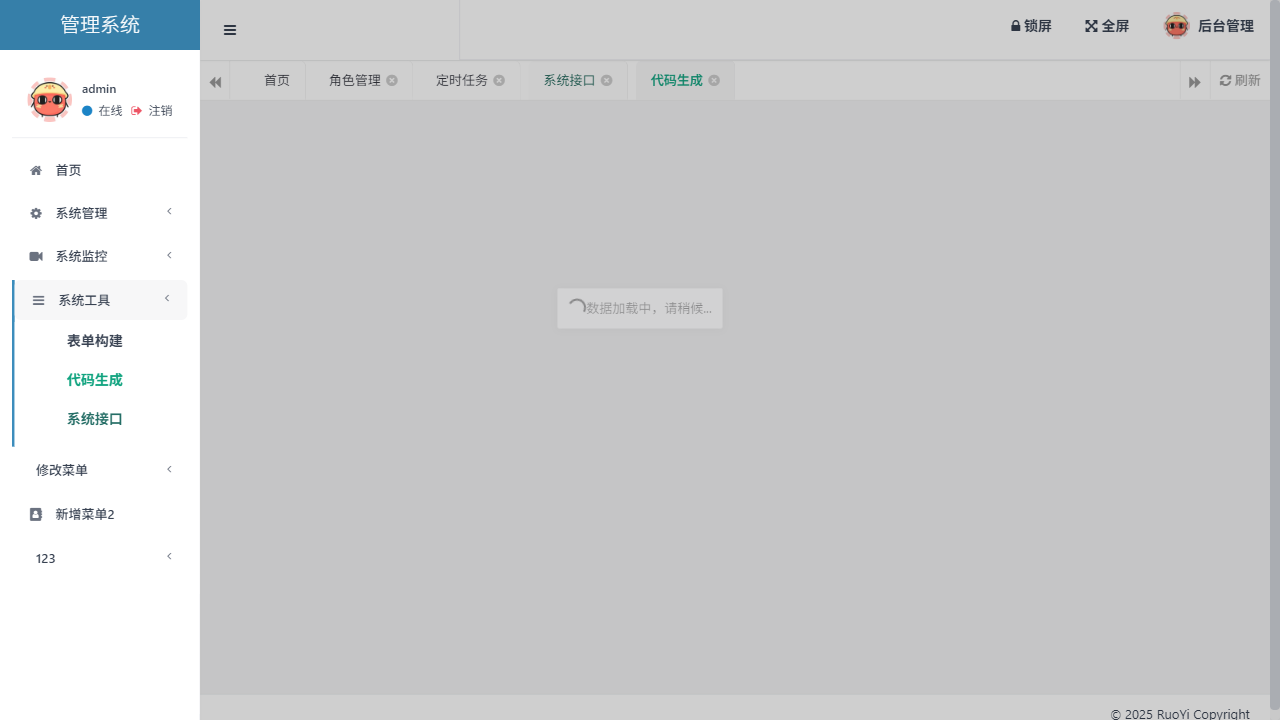 管理系统
锁屏
全屏
后台管理
admin
在线
注销
首页
角色管理
定时任务
系统接口
代码生成
刷新
首页
系统管理
系统监控
系统工具
表单构建
代码生成
系统接口
修改菜单
新增菜单2
123
数据加载中，请稍候...
© 2025 RuoYi Copyright